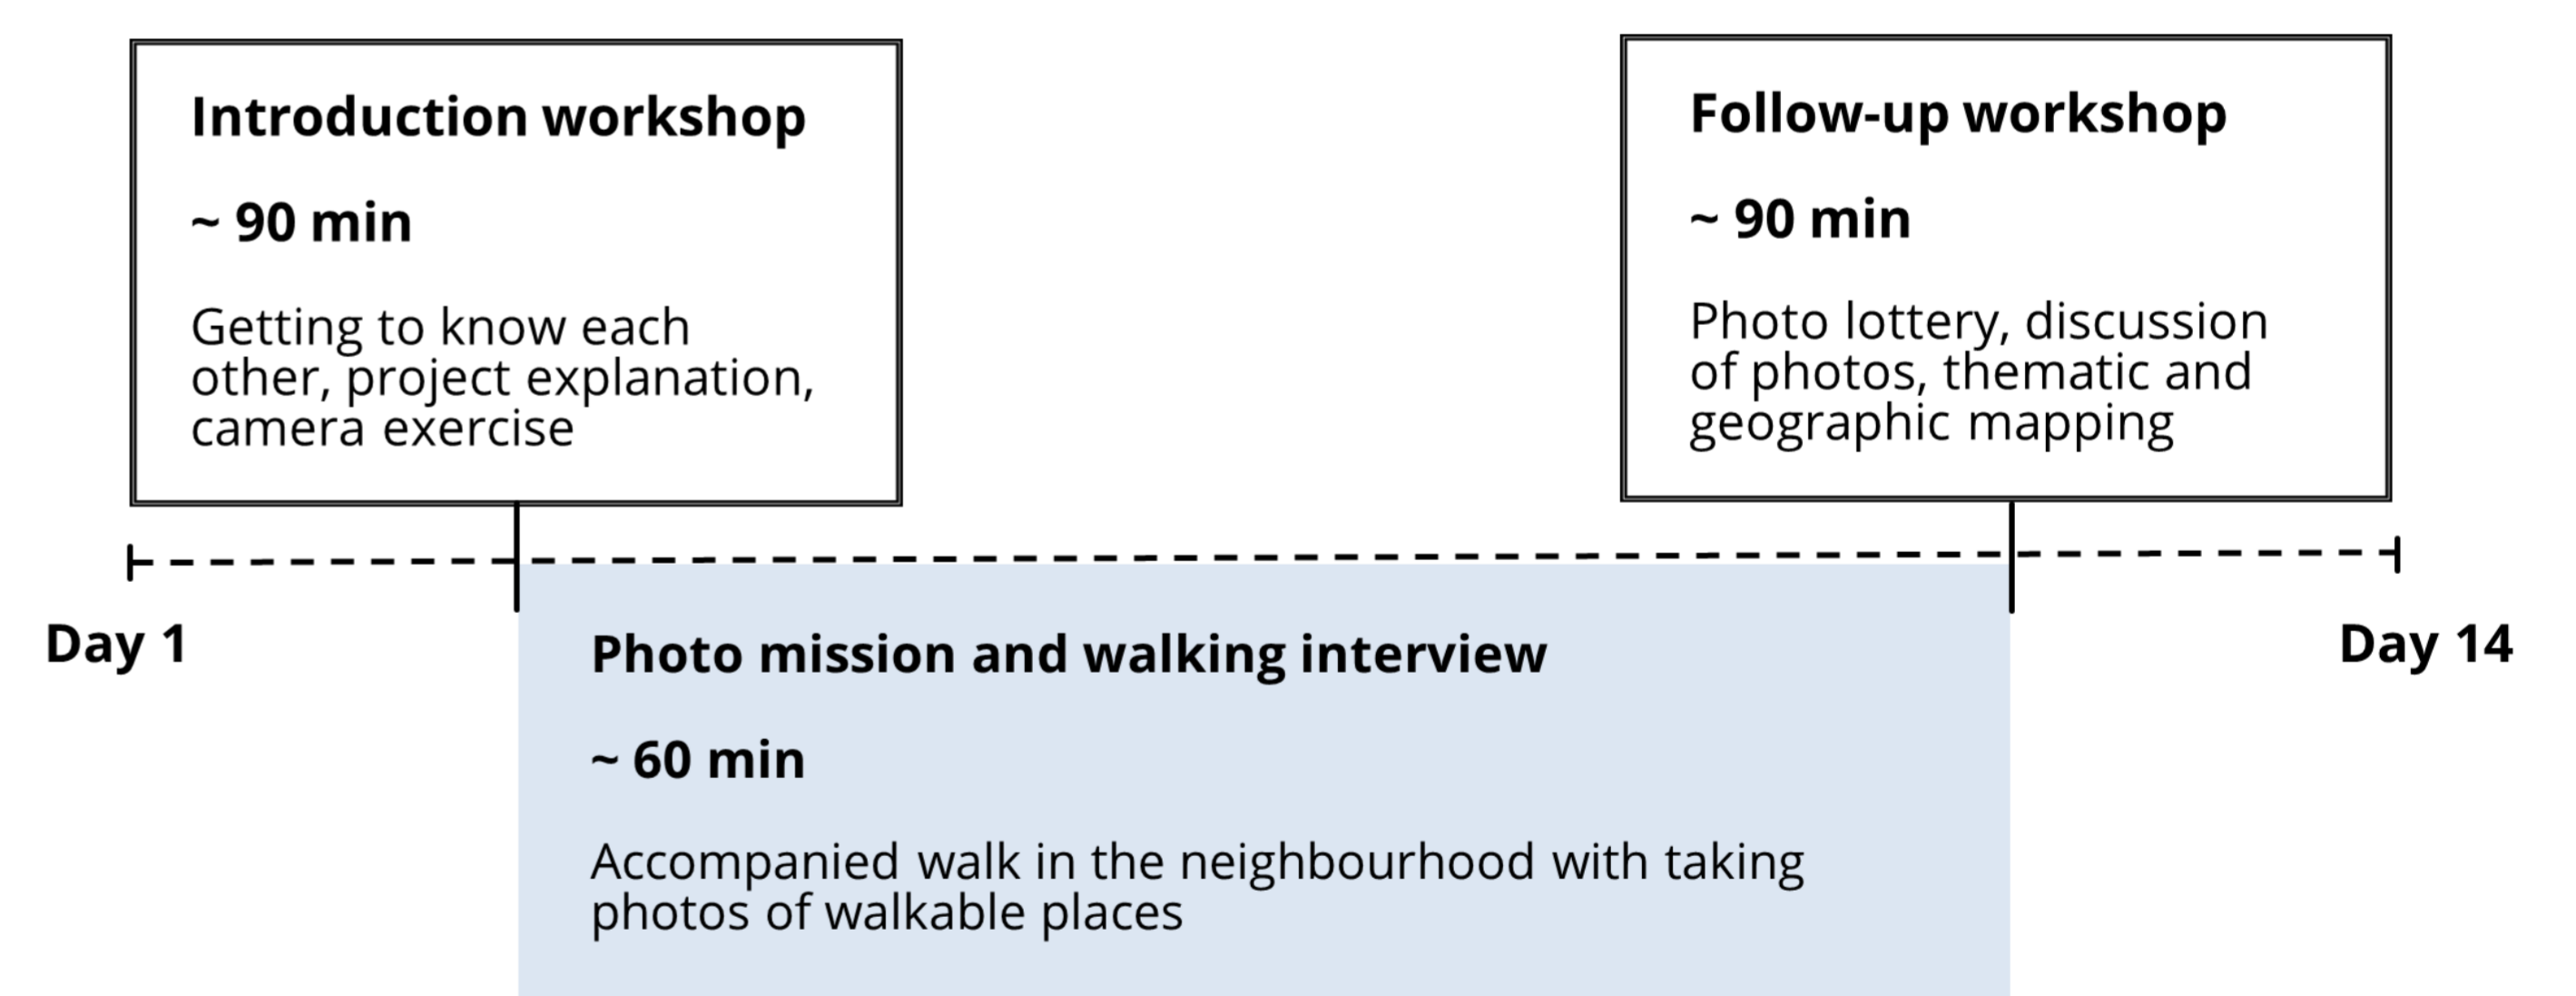 Introduction workshop
~ 90 min
Getting to know each
other, project explanation,
camera exercise
Follow-up workshop
~ 90 min
Photo lottery, discussion
of photos, thematic and
geographic mapping
Day 1
Day 14
Photo mission and walking interview
~ 60 min
Accompanied walk in the neighbourhood with taking
photos of walkable places